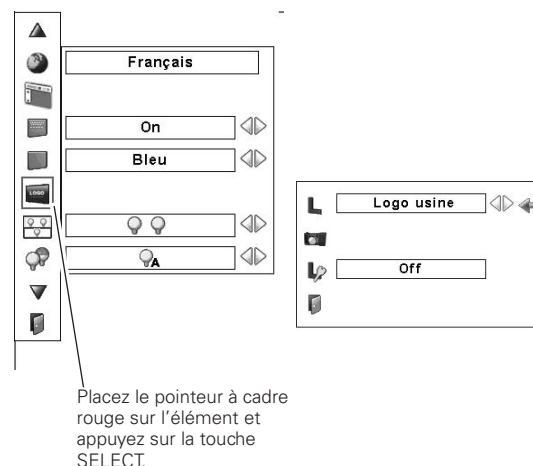 Français
On
Bleu
LOGO
A
Logo usine
L
Off
L
Placez le pointeur à cadre
rouge sur l'élément et
appuyez sur la touche
SELECT.